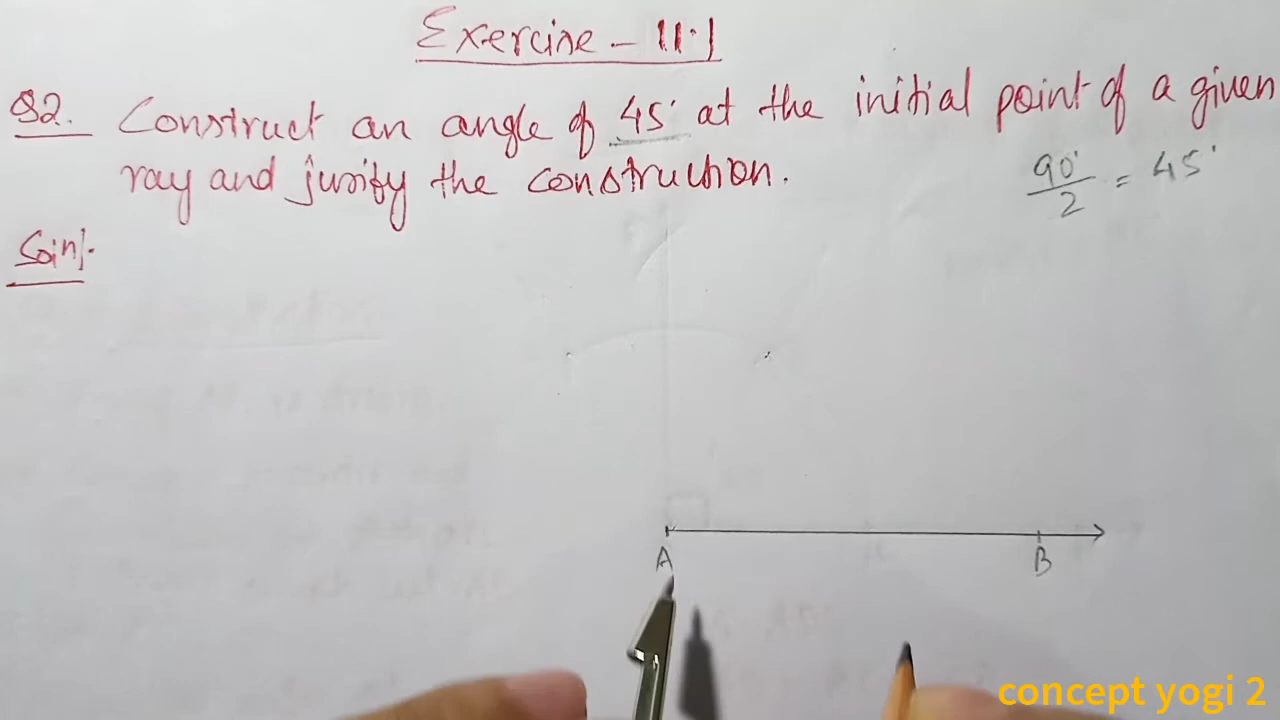 Exercise - 11.1
Q2. Construct an angle of 45° at the initial point of a given
ray and justify the construction.
90°/2 = 45°
Soln:-
A
B
concept yogi 2